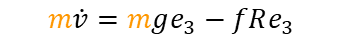 mv̇ = mge₃ − fRe₃